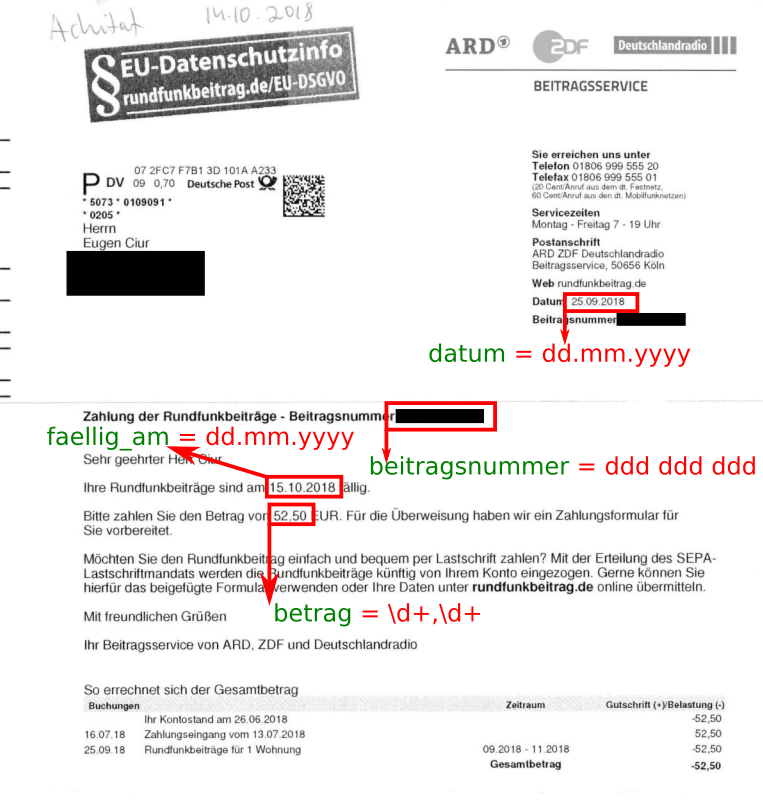 Achitat 14.10.2018
§ EU-Datenschutzinfo
rundfunkbeitrag.de/EU-DSGVO
ARD 1 ZDF Deutschlandradio
BEITRAGSSERVICE
07 2FC7 F7B1 3D 101A A233
P DV 09 0,70 Deutsche Post
* 5073 * 0109091 *
* 0205 *
Herrn
Eugen Ciur
Sie erreichen uns unter
Telefon 01806 999 555 20
Telefax 01806 999 555 01
(20 Cent/Anruf aus dem dt. Festnetz,
60 Cent/Anruf aus den dt. Mobilfunknetzen)
Servicezeiten
Montag - Freitag 7 - 19 Uhr
Postanschrift
ARD ZDF Deutschlandradio
Beitragsservice, 50656 Köln
Web rundfunkbeitrag.de
Datum 25.09.2018
Beitragsnummer
datum = dd.mm.yyyy
Zahlung der Rundfunkbeiträge - Beitragsnummer
faellig_am = dd.mm.yyyy
Sehr geehrter Herr Ciur
beitragsnummer = ddd ddd ddd
Ihre Rundfunkbeiträge sind am 15.10.2018 fällig.
Bitte zahlen Sie den Betrag von 52,50 EUR. Für die Überweisung haben wir ein Zahlungsformular für
Sie vorbereitet.
Möchten Sie den Rundfunkbeitrag einfach und bequem per Lastschrift zahlen? Mit der Erteilung des SEPA-
Lastschriftmandats werden die Rundfunkbeiträge künftig von Ihrem Konto eingezogen. Gerne können Sie
hierfür das beigefügte Formular verwenden oder Ihre Daten unter rundfunkbeitrag.de online übermitteln.
betrag = \d+,\d+
Mit freundlichen Grüßen
Ihr Beitragsservice von ARD, ZDF und Deutschlandradio
So errechnet sich der Gesamtbetrag
Buchungen Zeitraum Gutschrift (+)/Belastung (-)
Ihr Kontostand am 26.06.2018 -52,50
16.07.18 Zahlungseingang vom 13.07.2018 52,50
25.09.18 Rundfunkbeiträge für 1 Wohnung 09.2018 - 11.2018 -52,50
Gesamtbetrag -52,50